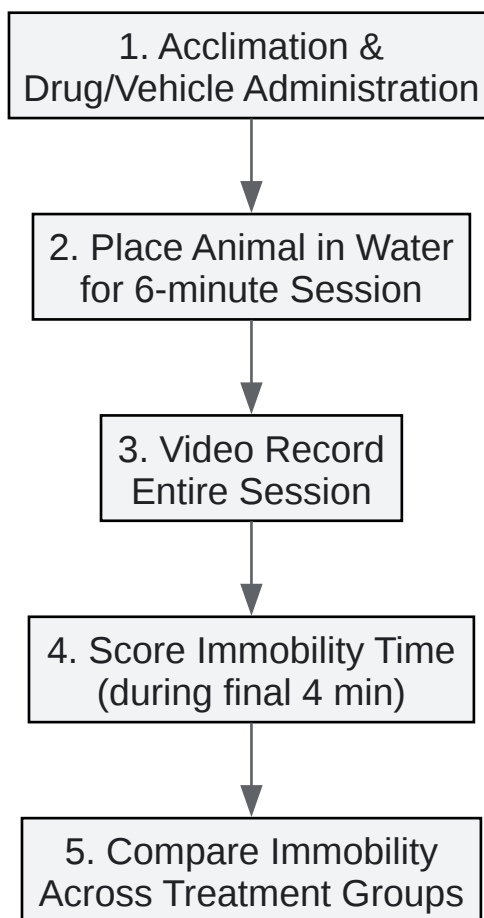 1. Acclimation &
Drug/Vehicle Administration
2. Place Animal in Water
for 6-minute Session
3. Video Record
Entire Session
4. Score Immobility Time
(during final 4 min)
5. Compare Immobility
Across Treatment Groups